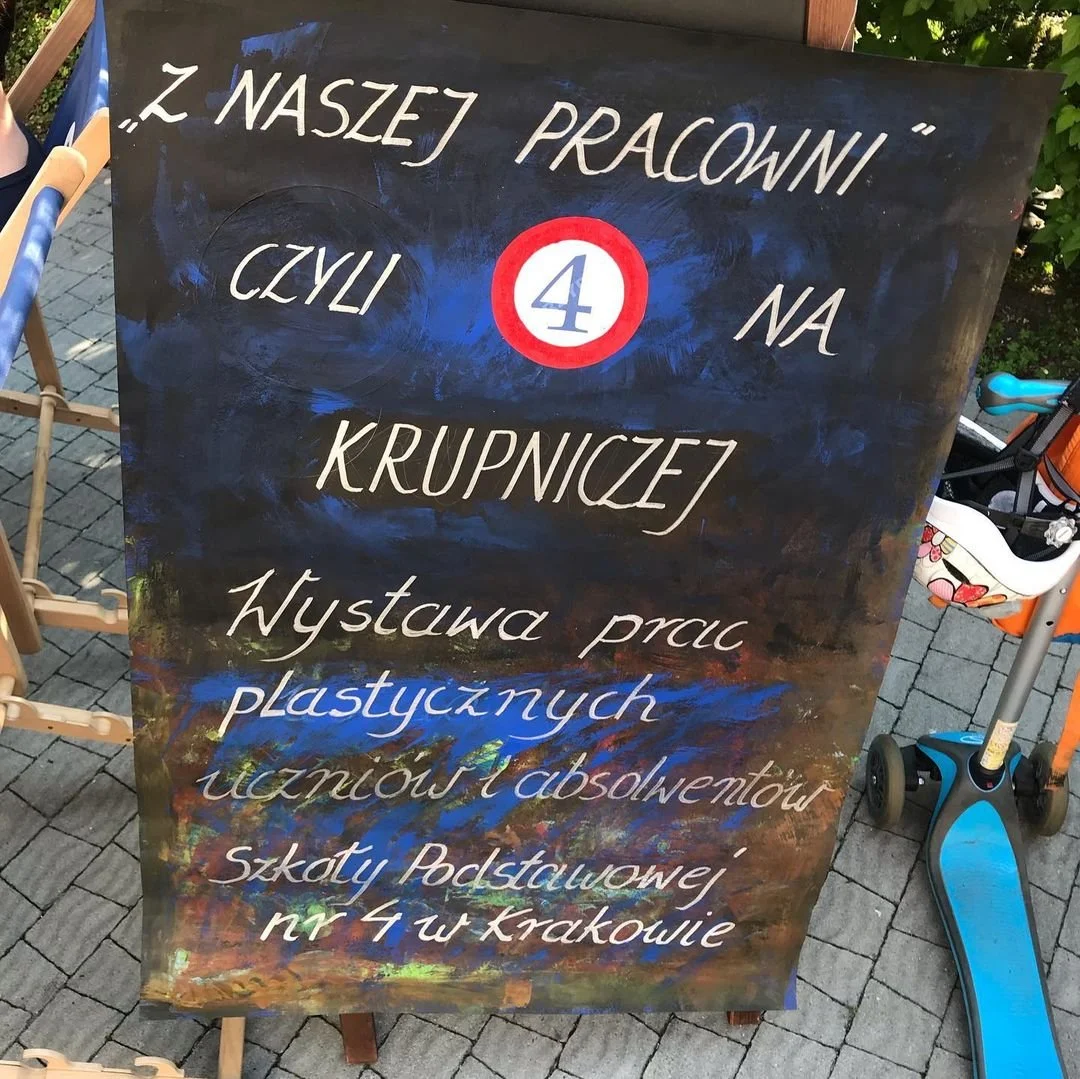 „Z NASZEJ PRACOWNI"
CZYLI 4 NA
KRUPNICZEJ
Wystawa prac
plastycznych
uczniów i absolwentów
Szkoły Podstawowej
nr 4 w Krakowie